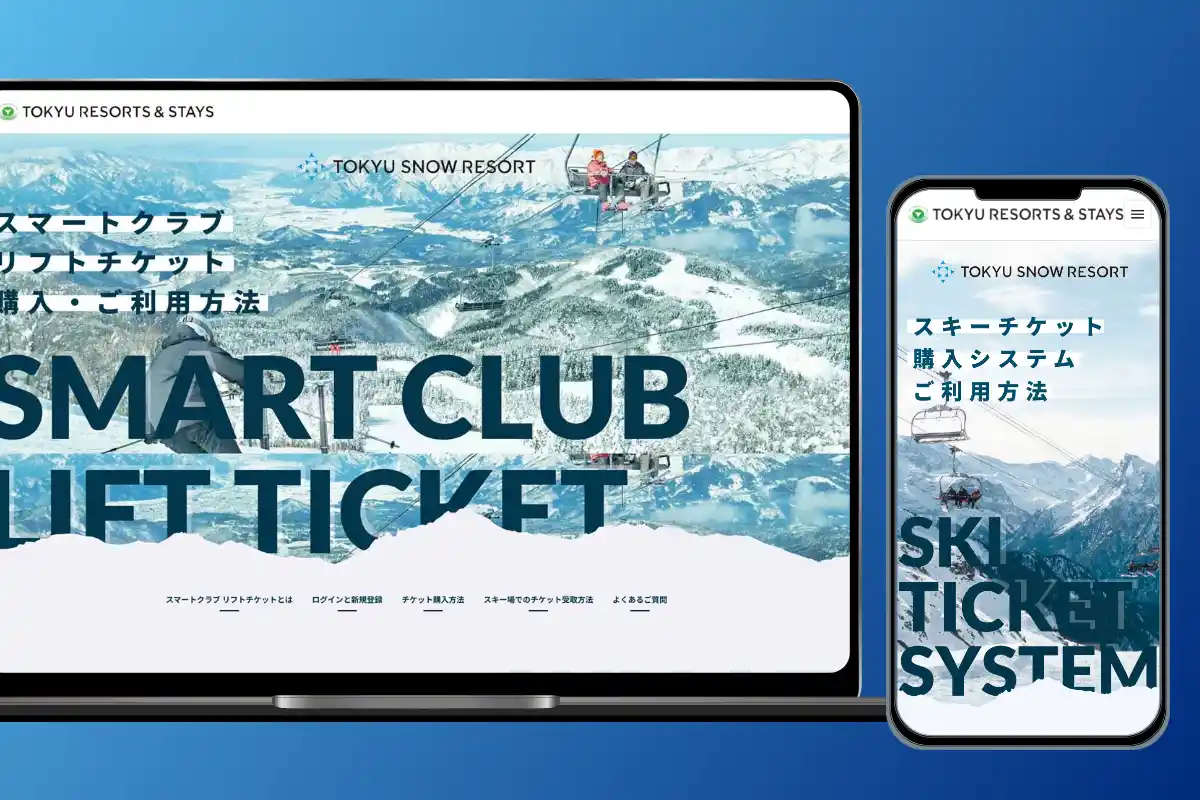 TOKYU RESORTS & STAYS
TOKYU SNOW RESORT
スマートクラブ
リフトチケット
購入・ご利用方法
SMART CLUB
LIFT TICKET
スマートクラブ リフトチケットとは
ログインと新規登録
チケット購入方法
スキー場でのチケット受取方法
よくあるご質問
TOKYU RESORTS & STAYS
TOKYU SNOW RESORT
スキーチケット
購入システム
ご利用方法
SKI
TICKET
SYSTEM